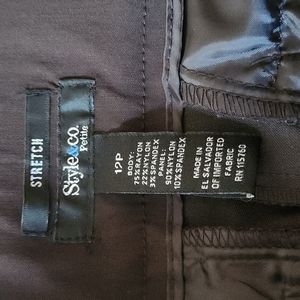 STRETCH
Style&co.
Petite
12P
BODY:
75% RAYON
22% NYLON
3% SPANDEX
PANEL:
90% NYLON
10% SPANDEX
MADE IN
EL SALVADOR
OF IMPORTED
FABRIC
RN 115760